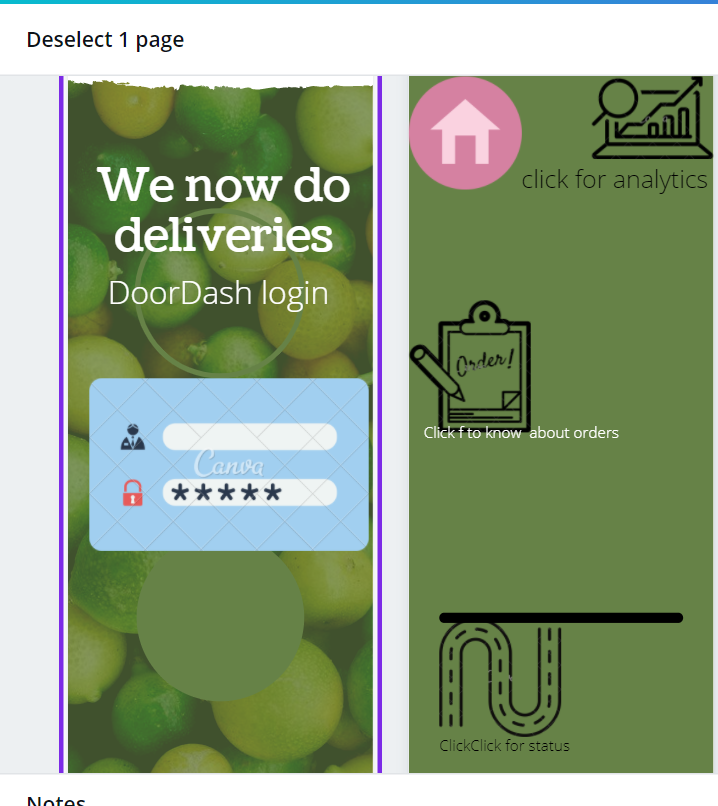 Deselect 1 page
We now do
deliveries
DoorDash login
Canva
*****
click for analytics
Order!
Click f to know  about orders
ClickClick for status
Notes